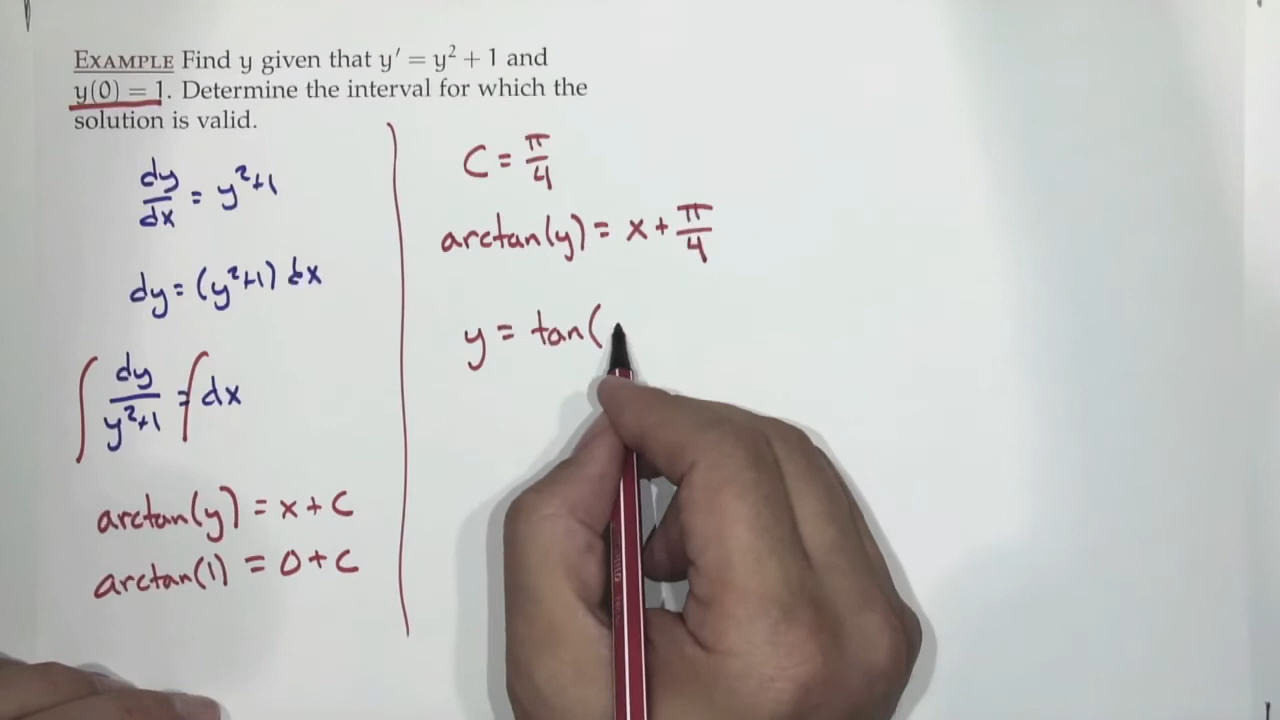 EXAMPLE Find y given that y′ = y² + 1 and
y(0) = 1. Determine the interval for which the
solution is valid.
dy/dx = y²+1
dy = (y²+1) dx
∫ dy/y²+1 = ∫ dx
arctan(y) = x + C
arctan(1) = 0 + C
C = π/4
arctan(y) = x + π/4
y = tan(